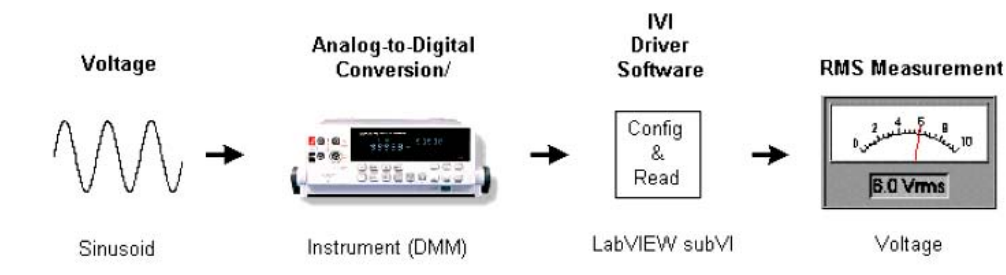 Voltage
Sinusoid
Analog-to-Digital
Conversion/
Instrument (DMM)
IVI
Driver
Software
Config
&
Read
LabVIEW subVI
RMS Measurement
0 2 4 6 8 10
6.0 Vrms
Voltage